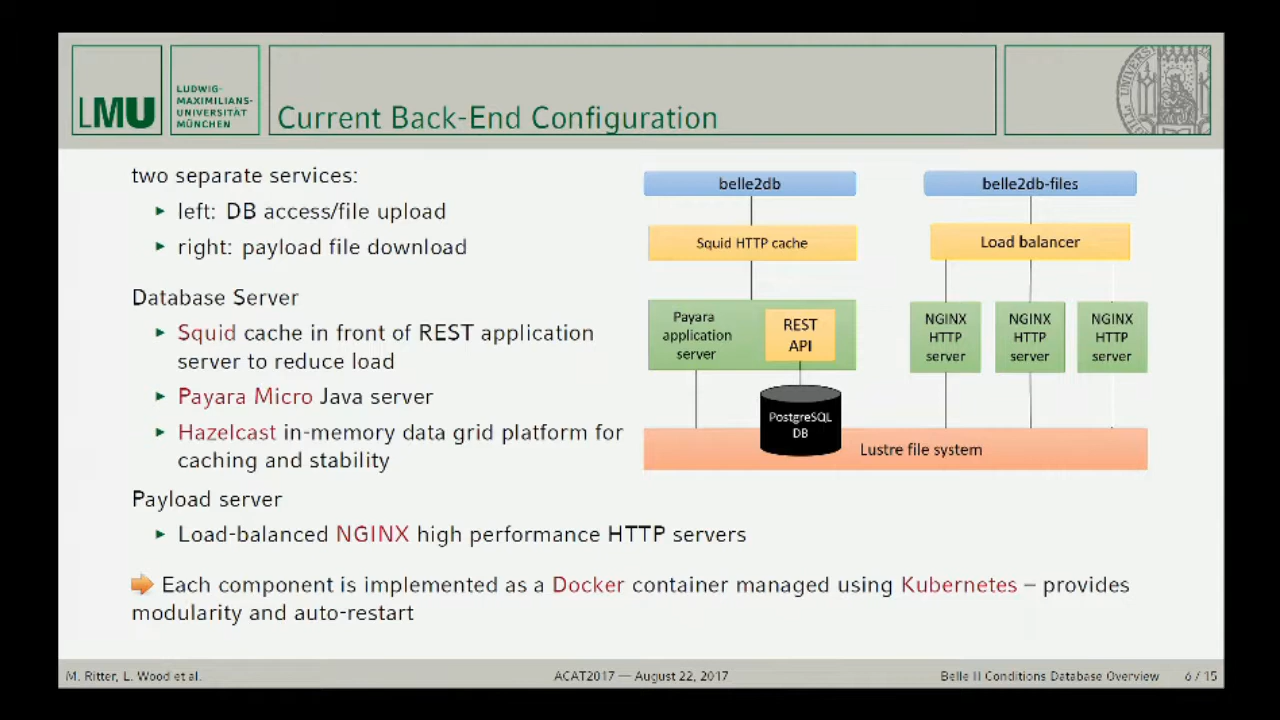 LMU
LUDWIG-
MAXIMILIANS-
UNIVERSITÄT
MÜNCHEN
Current Back-End Configuration
two separate services:
left: DB access/file upload
right: payload file download
Database Server
Squid cache in front of REST application
server to reduce load
Payara Micro Java server
Hazelcast in-memory data grid platform for
caching and stability
Payload server
Load-balanced NGINX high performance HTTP servers
Each component is implemented as a Docker container managed using Kubernetes – provides
modularity and auto-restart
belle2db
Squid HTTP cache
Payara
application
server
REST
API
PostgreSQL
DB
belle2db-files
Load balancer
NGINX
HTTP
server
NGINX
HTTP
server
NGINX
HTTP
server
Lustre file system
M. Ritter, L. Wood et al.
ACAT2017 — August 22, 2017
Belle II Conditions Database Overview
6 / 15